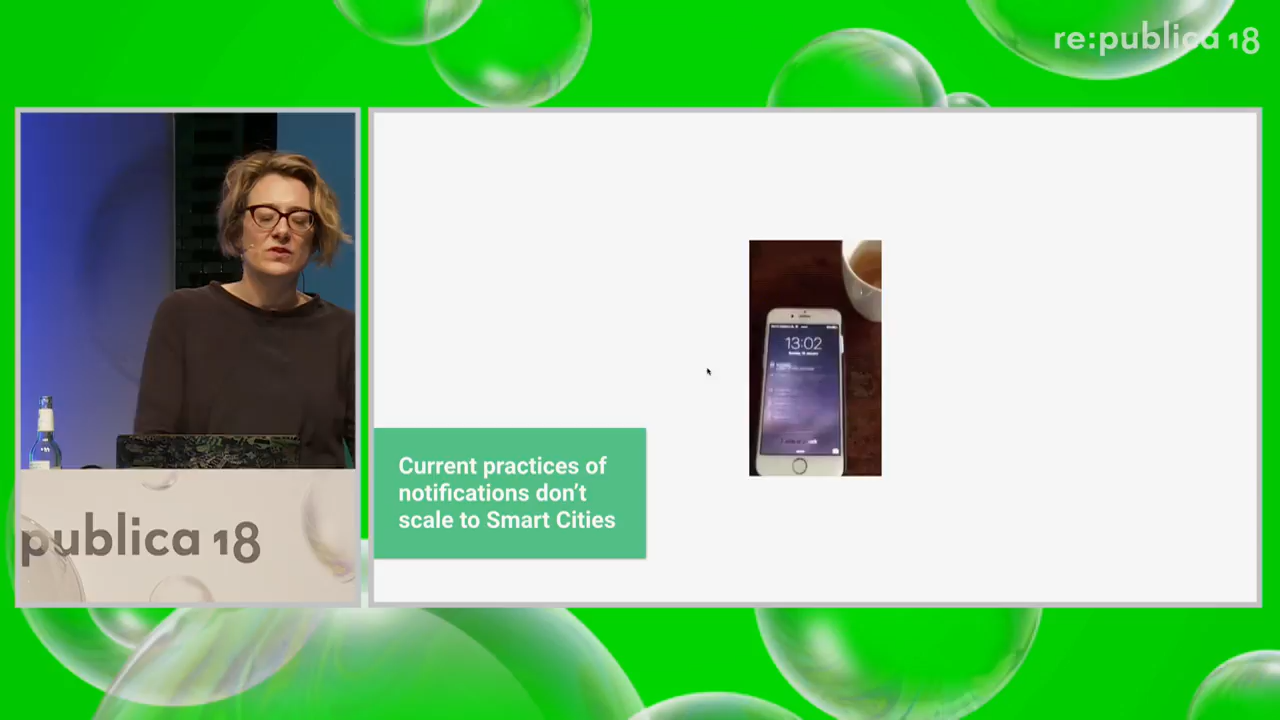 re:publica 18
13:02
Current practices of
notifications don't
scale to Smart Cities
publica 18